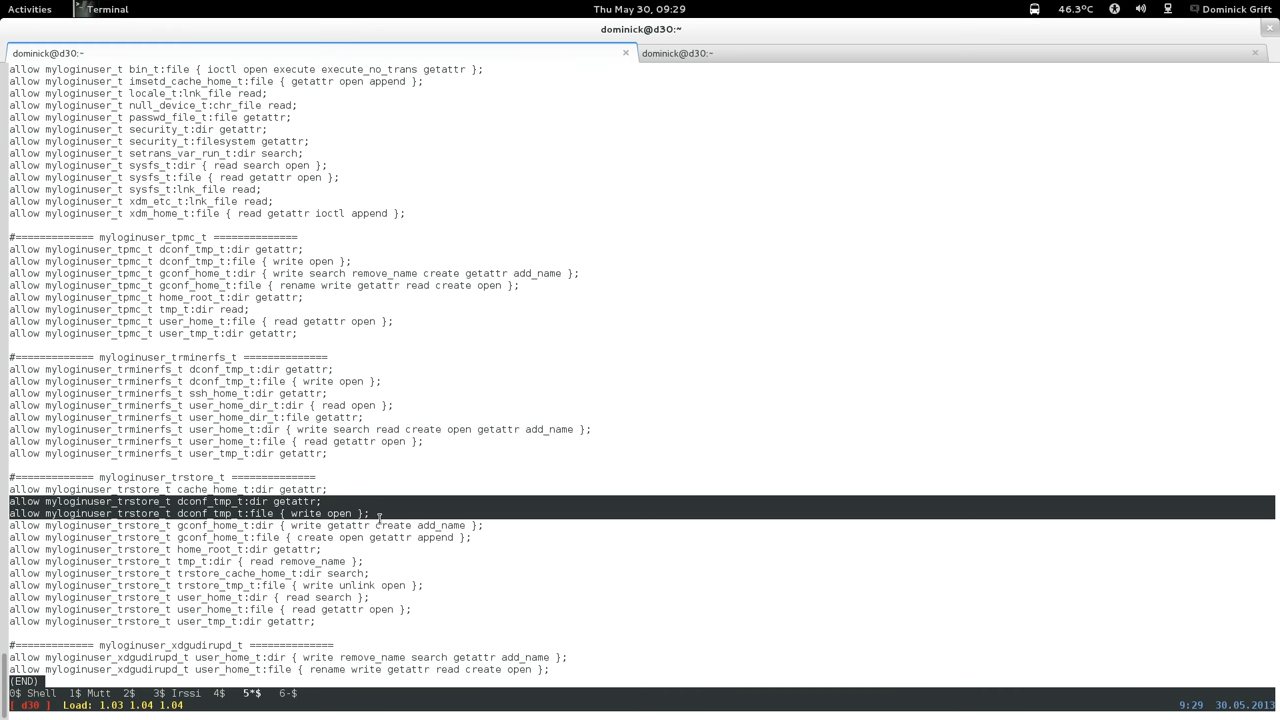 Activities Terminal Thu May 30, 09:29 46.3°C Dominick Grift
dominick@d30:~
dominick@d30:~ dominick@d30:~
allow myloginuser_t bin_t:file { ioctl open execute execute_no_trans getattr };
allow myloginuser_t imsetd_cache_home_t:file { getattr open append };
allow myloginuser_t locale_t:lnk_file read;
allow myloginuser_t null_device_t:chr_file read;
allow myloginuser_t passwd_file_t:file getattr;
allow myloginuser_t security_t:dir getattr;
allow myloginuser_t security_t:filesystem getattr;
allow myloginuser_t setrans_var_run_t:dir search;
allow myloginuser_t sysfs_t:dir { read search open };
allow myloginuser_t sysfs_t:file { read getattr open };
allow myloginuser_t sysfs_t:lnk_file read;
allow myloginuser_t xdm_etc_t:lnk_file read;
allow myloginuser_t xdm_home_t:file { read getattr ioctl append };
#============= myloginuser_tpmc_t ==============
allow myloginuser_tpmc_t dconf_tmp_t:dir getattr;
allow myloginuser_tpmc_t dconf_tmp_t:file { write open };
allow myloginuser_tpmc_t gconf_home_t:dir { write search remove_name create getattr add_name };
allow myloginuser_tpmc_t gconf_home_t:file { rename write getattr read create open };
allow myloginuser_tpmc_t home_root_t:dir getattr;
allow myloginuser_tpmc_t tmp_t:dir read;
allow myloginuser_tpmc_t user_home_t:file { read getattr open };
allow myloginuser_tpmc_t user_tmp_t:dir getattr;
#============= myloginuser_trminerfs_t ==============
allow myloginuser_trminerfs_t dconf_tmp_t:dir getattr;
allow myloginuser_trminerfs_t dconf_tmp_t:file { write open };
allow myloginuser_trminerfs_t ssh_home_t:dir getattr;
allow myloginuser_trminerfs_t user_home_dir_t:dir { read open };
allow myloginuser_trminerfs_t user_home_dir_t:file getattr;
allow myloginuser_trminerfs_t user_home_t:dir { write search read create open getattr add_name };
allow myloginuser_trminerfs_t user_home_t:file { read getattr open };
allow myloginuser_trminerfs_t user_tmp_t:dir getattr;
#============= myloginuser_trstore_t ==============
allow myloginuser_trstore_t cache_home_t:dir getattr;
allow myloginuser_trstore_t dconf_tmp_t:dir getattr;
allow myloginuser_trstore_t dconf_tmp_t:file { write open };
allow myloginuser_trstore_t gconf_home_t:dir { write getattr create add_name };
allow myloginuser_trstore_t gconf_home_t:file { create open getattr append };
allow myloginuser_trstore_t home_root_t:dir getattr;
allow myloginuser_trstore_t tmp_t:dir { read remove_name };
allow myloginuser_trstore_t trstore_cache_home_t:dir search;
allow myloginuser_trstore_t trstore_tmp_t:file { write unlink open };
allow myloginuser_trstore_t user_home_t:dir { read search };
allow myloginuser_trstore_t user_home_t:file { read getattr open };
allow myloginuser_trstore_t user_tmp_t:dir getattr;
#============= myloginuser_xdgudirupd_t ==============
allow myloginuser_xdgudirupd_t user_home_t:dir { write remove_name search getattr add_name };
allow myloginuser_xdgudirupd_t user_home_t:file { rename write getattr read create open };
(END)
0$ Shell 1$ Mutt 2$ 3$ Irssi 4$ 5*$ 6-$
[ d30 ] Load: 1.03 1.04 1.04 9:29 30.05.2013